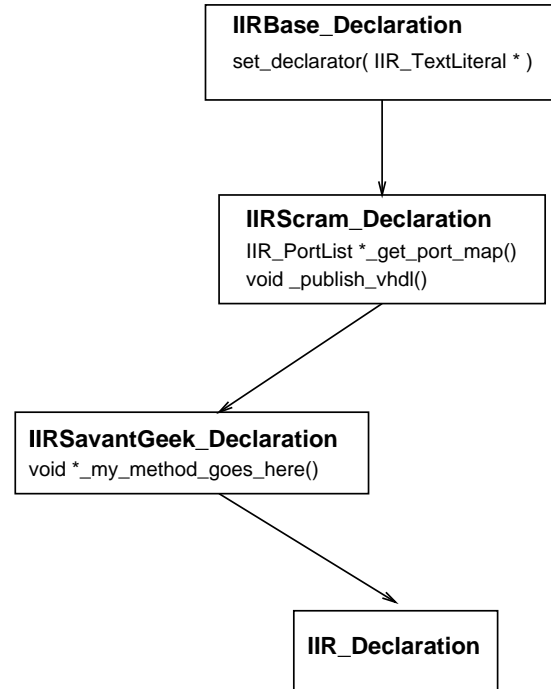 IIRBase_Declaration
set_declarator( IIR_TextLiteral * )
IIRScram_Declaration
IIR_PortList *_get_port_map()
void _publish_vhdl()
IIRSavantGeek_Declaration
void *_my_method_goes_here()
IIR_Declaration